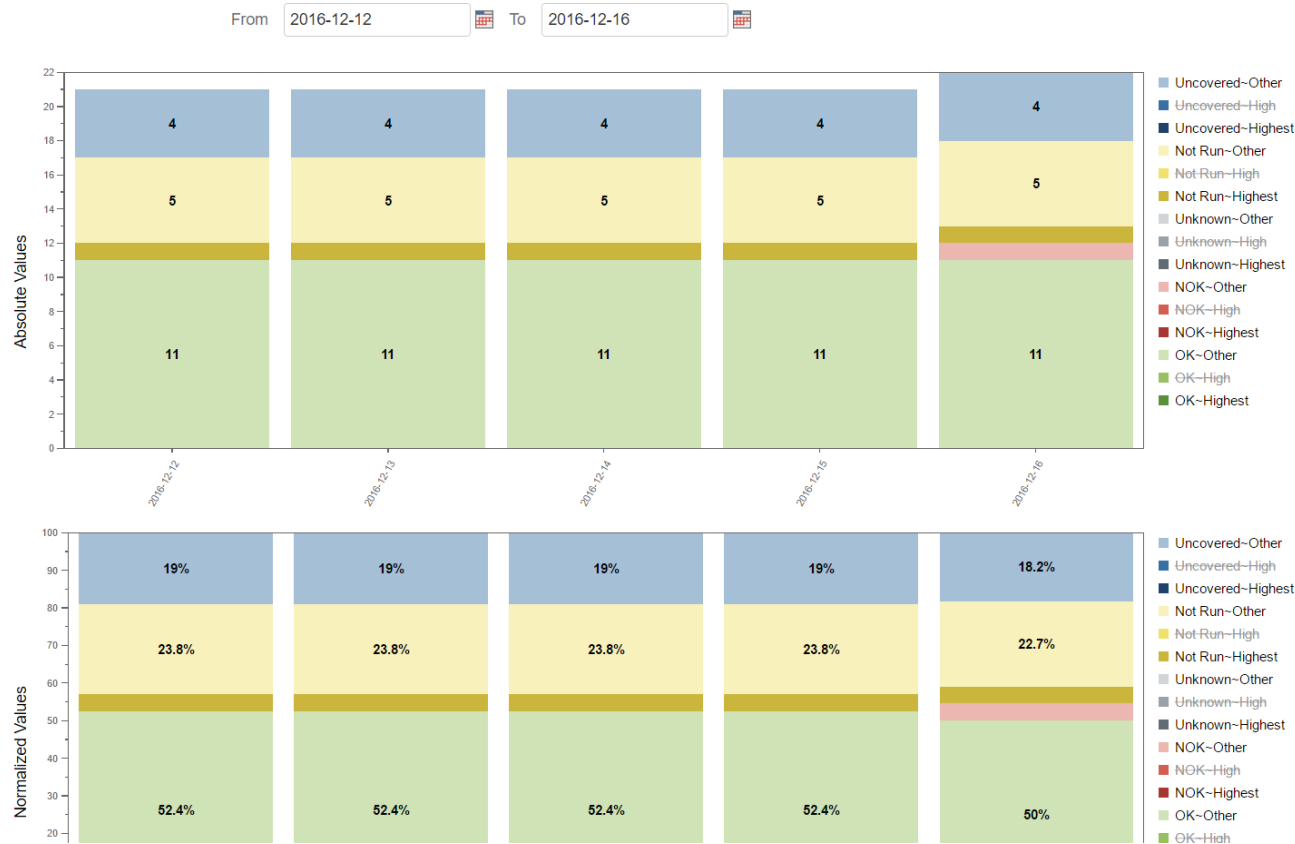 From 2016-12-12 To 2016-12-16
Absolute Values
22
20
18
16
14
12
10
8
6
4
2
0
4 4 4 4 4
5 5 5 5 5
11 11 11 11 11
2016-12-12 2016-12-13 2016-12-14 2016-12-15 2016-12-16
Uncovered~Other
Uncovered~High
Uncovered~Highest
Not Run~Other
Not Run~High
Not Run~Highest
Unknown~Other
Unknown~High
Unknown~Highest
NOK~Other
NOK~High
NOK~Highest
OK~Other
OK~High
OK~Highest
Normalized Values
100
90
80
70
60
50
40
30
20
19% 19% 19% 19% 18.2%
23.8% 23.8% 23.8% 23.8% 22.7%
52.4% 52.4% 52.4% 52.4% 50%
Uncovered~Other
Uncovered~High
Uncovered~Highest
Not Run~Other
Not Run~High
Not Run~Highest
Unknown~Other
Unknown~High
Unknown~Highest
NOK~Other
NOK~High
NOK~Highest
OK~Other
OK~High